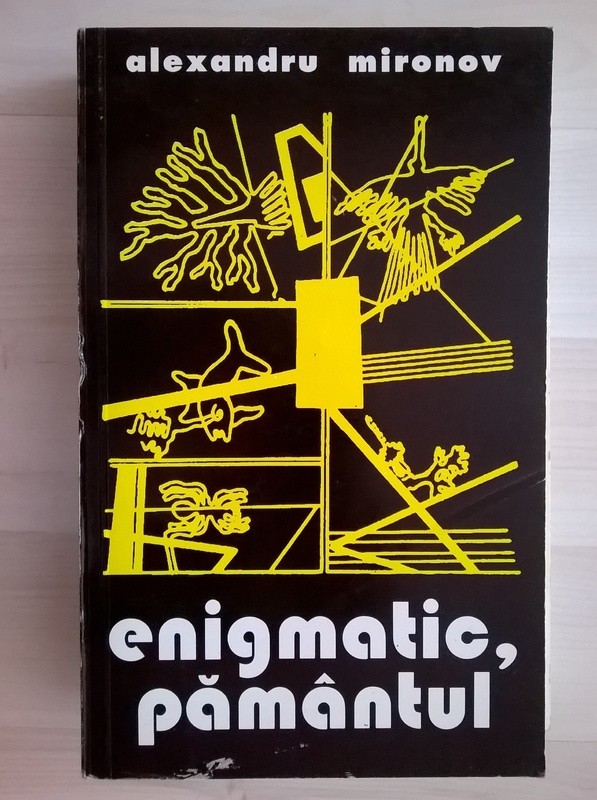 alexandru mironov
enigmatic,
pământul